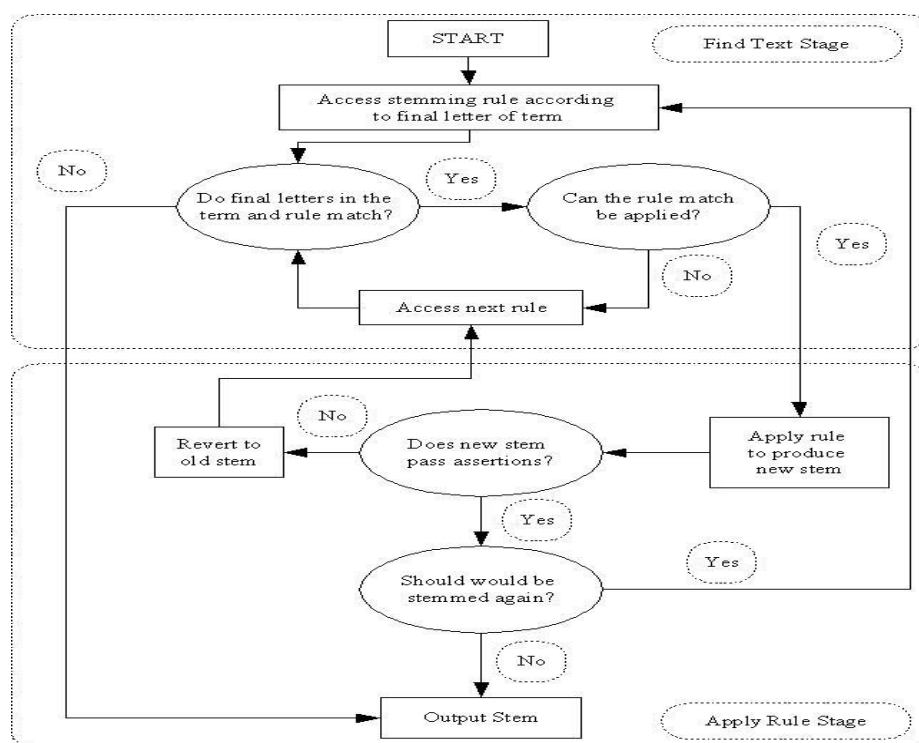 START
Find Text Stage
Access stemming rule according
to final letter of term
No
Do final letters in the
term and rule match?
Yes
Can the rule match
be applied?
Yes
No
Access next rule
No
Revert to
old stem
Does new stem
pass assertions?
Apply rule
to produce
new stem
Yes
Should would be
stemmed again?
Yes
No
Output Stem
Apply Rule Stage